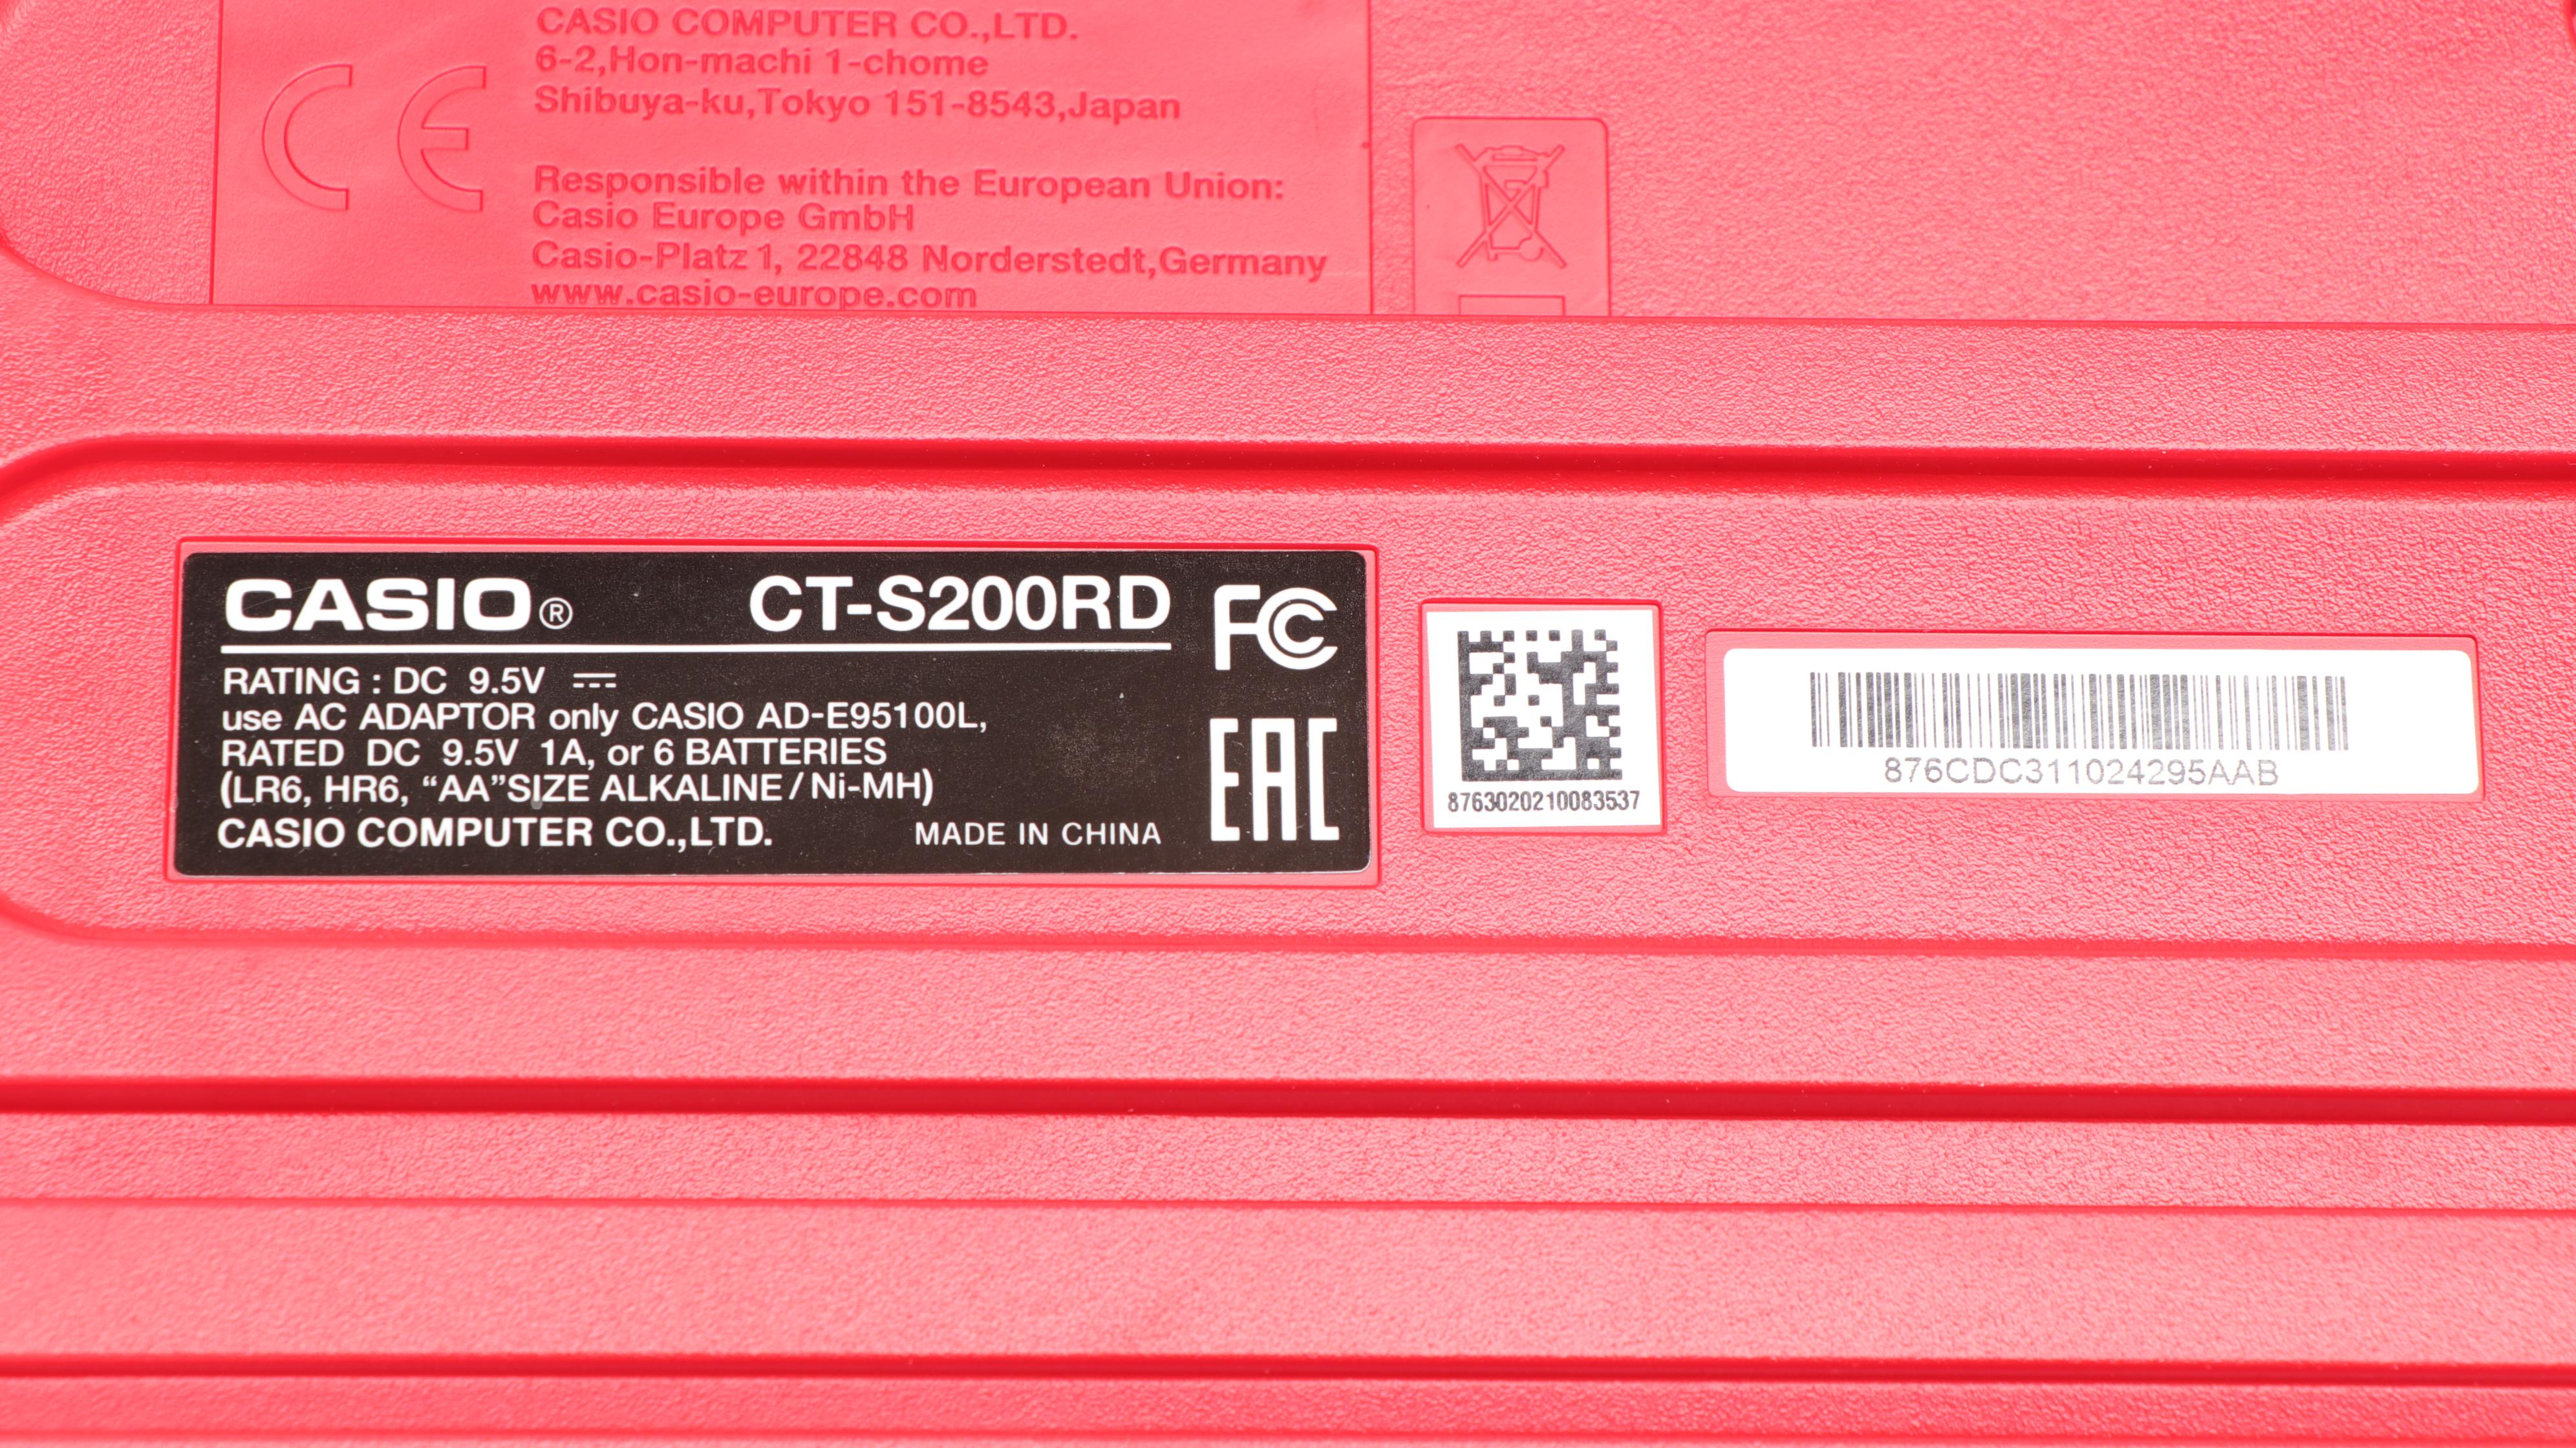 CASIO COMPUTER CO.,LTD.
6-2,Hon-machi 1-chome
Shibuya-ku,Tokyo 151-8543,Japan
CE
Responsible within the European Union:
Casio Europe GmbH
Casio-Platz 1, 22848 Norderstedt,Germany
www.casio-europe.com
CASIO® CT-S200RD FC
RATING : DC 9.5V ⎓
use AC ADAPTOR only CASIO AD-E95100L,
RATED DC 9.5V 1A, or 6 BATTERIES
(LR6, HR6, “AA”SIZE ALKALINE / Ni-MH)
CASIO COMPUTER CO.,LTD. MADE IN CHINA
EAC
8763020210083537
876CDC311024295AAB